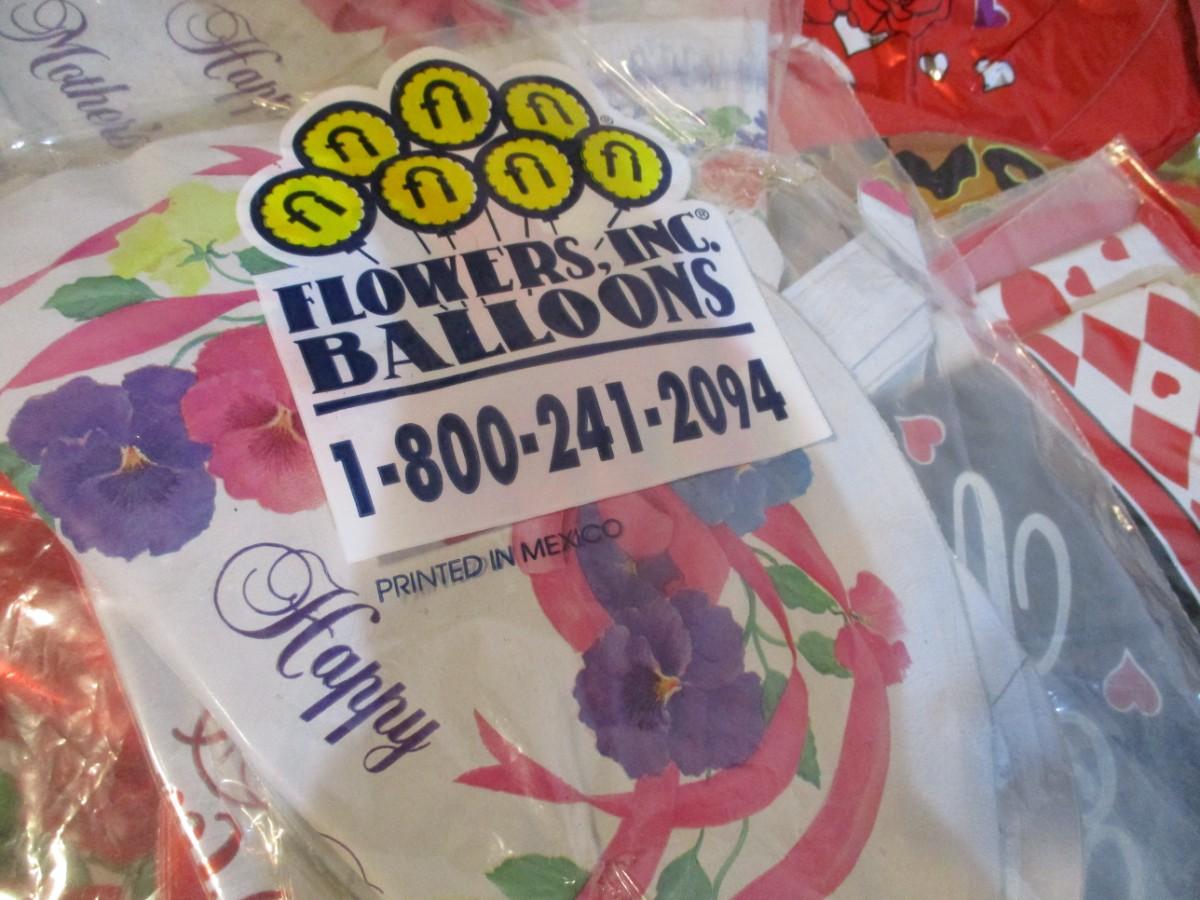 Mother's
Happy
fi fi fi fi fi fi fi
®
FLOWERS, INC.®
BALLOONS
1-800-241-2094
PRINTED IN MEXICO
Happy